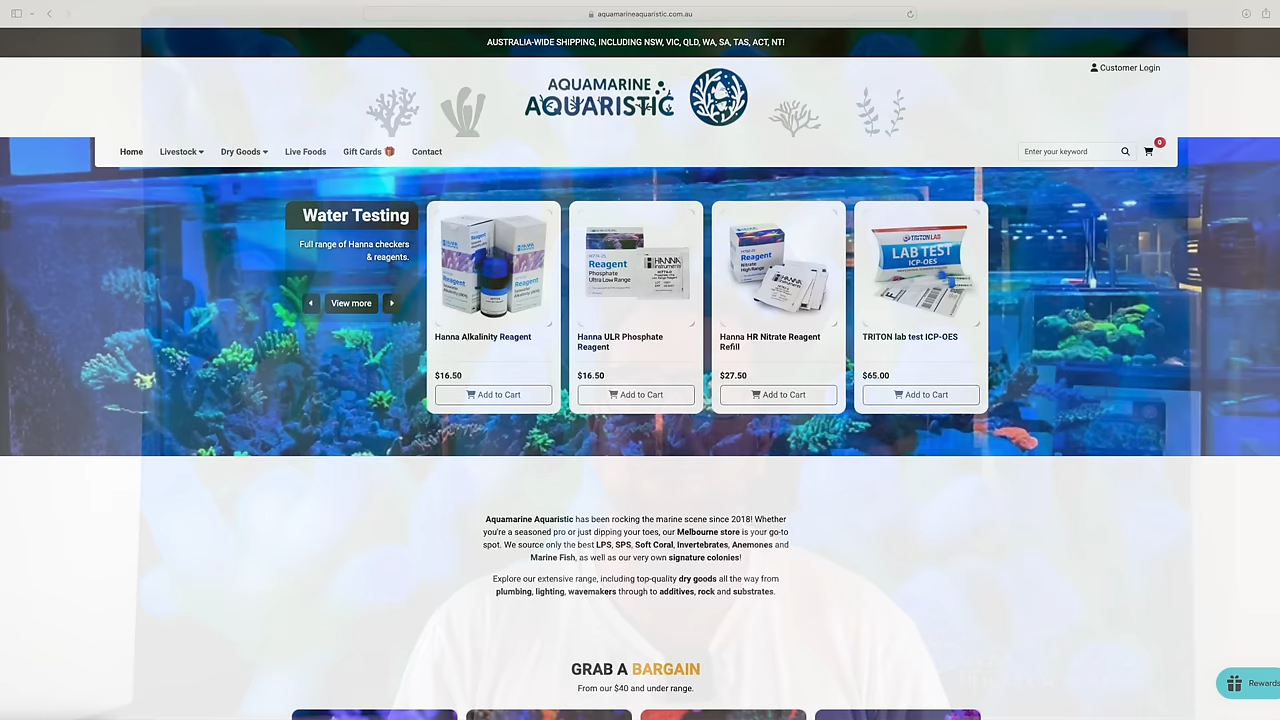 aquamarineaquaristic.com.au
AUSTRALIA-WIDE SHIPPING, INCLUDING NSW, VIC, QLD, WA, SA, TAS, ACT, NT!
Customer Login
AQUAMARINE
AQUARISTIC
Home
Livestock
Dry Goods
Live Foods
Gift Cards
Contact
Enter your keyword
0
Water Testing
Full range of Hanna checkers
& reagents.
View more
Reagent
Phosphate
Ultra Low Range
HANNA
Reagent
Nitrate
High Range
HANNA
TRITON LAB
LAB TEST
ICP-OES
Hanna Alkalinity Reagent
$16.50
Add to Cart
Hanna ULR Phosphate
Reagent
$16.50
Add to Cart
Hanna HR Nitrate Reagent
Refill
$27.50
Add to Cart
TRITON lab test ICP-OES
$65.00
Add to Cart
Aquamarine Aquaristic has been rocking the marine scene since 2018! Whether
you're a seasoned pro or just dipping your toes, our Melbourne store is your go-to
spot. We source only the best LPS, SPS, Soft Coral, Invertebrates, Anemones and
Marine Fish, as well as our very own signature colonies!
Explore our extensive range, including top-quality dry goods all the way from
plumbing, lighting, wavemakers through to additives, rock and substrates.
GRAB A BARGAIN
From our $40 and under range.
Rewards